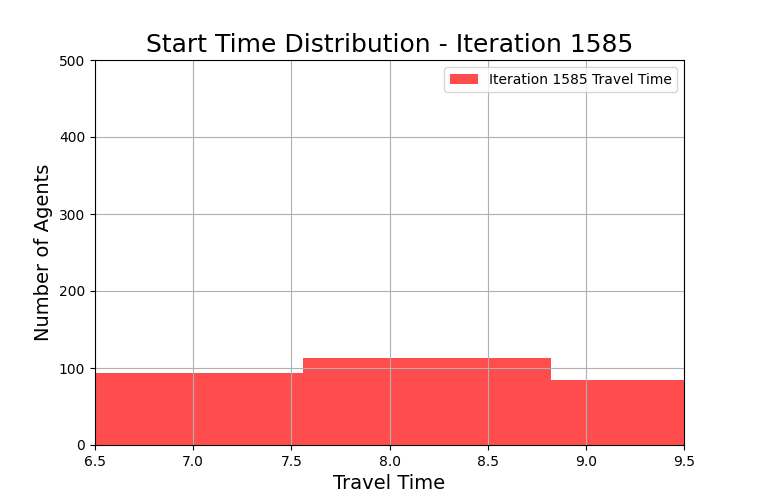 Start Time Distribution - Iteration 1585
Iteration 1585 Travel Time
Number of Agents
500
400
300
200
100
0
6.5 7.0 7.5 8.0 8.5 9.0 9.5
Travel Time